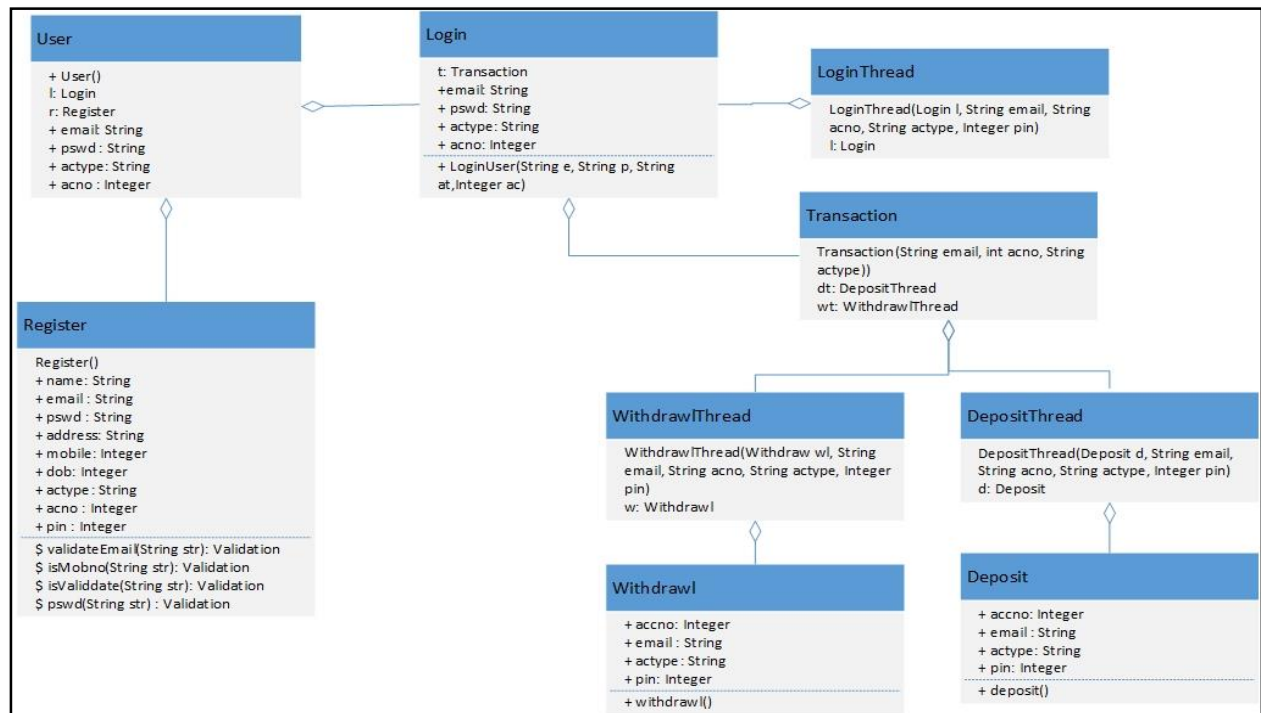 User
+ User()
l: Login
r: Register
+ email: String
+ pswd : String
+ actype: String
+ acno : Integer
Login
t: Transaction
+email: String
+ pswd: String
+ actype: String
+ acno: Integer
+ LoginUser(String e, String p, String
at,Integer ac)
LoginThread
LoginThread(Login l, String email, String
acno, String actype, Integer pin)
l: Login
Transaction
Transaction(String email, int acno, String
actype))
dt: DepositThread
wt: WithdrawlThread
Register
Register()
+ name: String
+ email : String
+ pswd : String
+ address: String
+ mobile: Integer
+ dob: Integer
+ actype : String
+ acno : Integer
+ pin : Integer
$ validateEmail(String str): Validation
$ isMobno(String str): Validation
$ isValiddate(String str): Validation
$ pswd(String str) : Validation
WithdrawlThread
WithdrawlThread(Withdraw wl, String
email, String acno, String actype, Integer
pin)
w: Withdrawl
DepositThread
DepositThread(Deposit d, String email,
String acno, String actype, Integer pin)
d: Deposit
Withdrawl
+ accno: Integer
+ email : String
+ actype : String
+ pin: Integer
+withdrawl()
Deposit
+ accno: Integer
+ email : String
+ actype : String
+ pin: Integer
+ deposit()